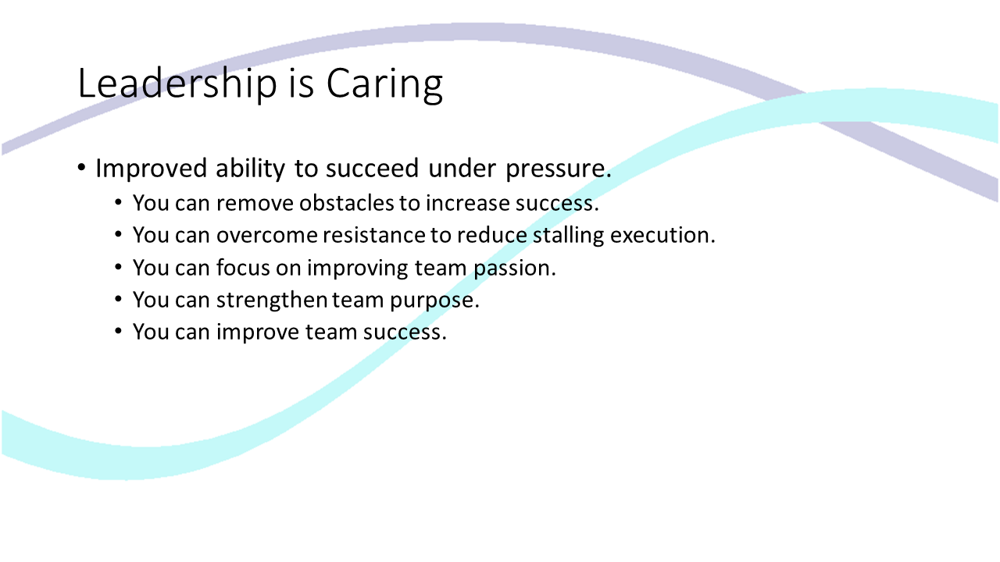 Leadership is Caring
• Improved ability to succeed under pressure.
• You can remove obstacles to increase success.
• You can overcome resistance to reduce stalling execution.
• You can focus on improving team passion.
• You can strengthen team purpose.
• You can improve team success.